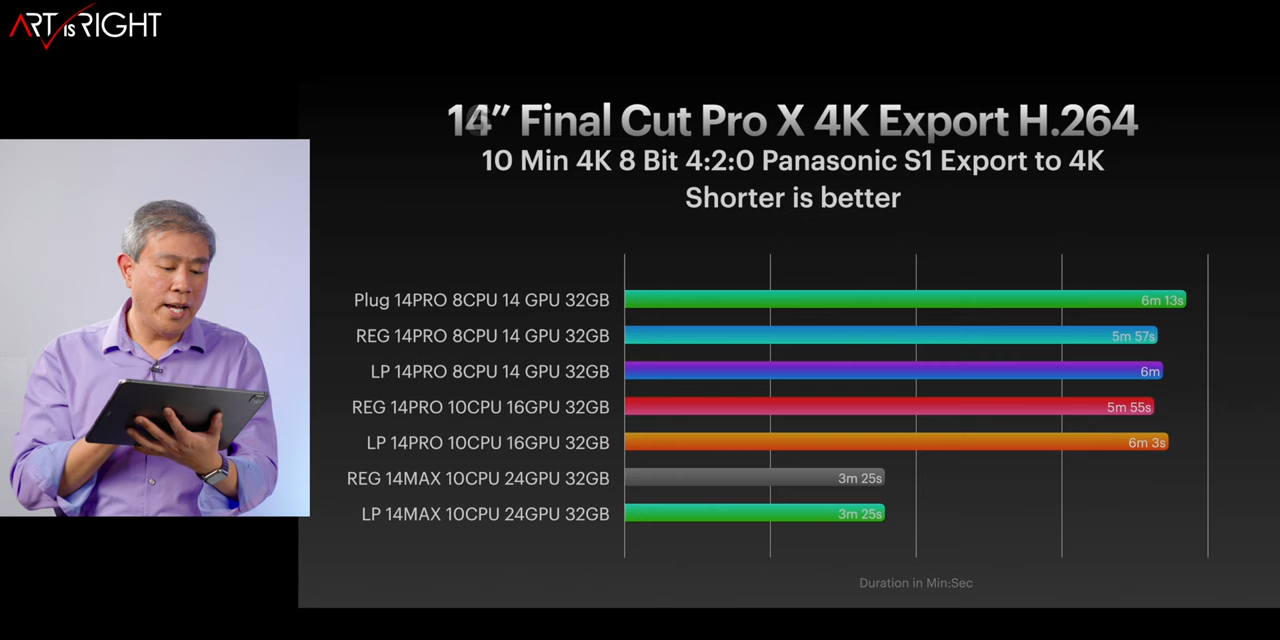 ART IS RIGHT
14” Final Cut Pro X 4K Export H.264
10 Min 4K 8 Bit 4:2:0 Panasonic S1 Export to 4K
Shorter is better
Plug 14PRO 8CPU 14 GPU 32GB 6m 13s
REG 14PRO 8CPU 14 GPU 32GB 5m 57s
LP 14PRO 8CPU 14 GPU 32GB 6m
REG 14PRO 10CPU 16GPU 32GB 5m 55s
LP 14PRO 10CPU 16GPU 32GB 6m 3s
REG 14MAX 10CPU 24GPU 32GB 3m 25s
LP 14MAX 10CPU 24GPU 32GB 3m 25s
Duration in Min:Sec